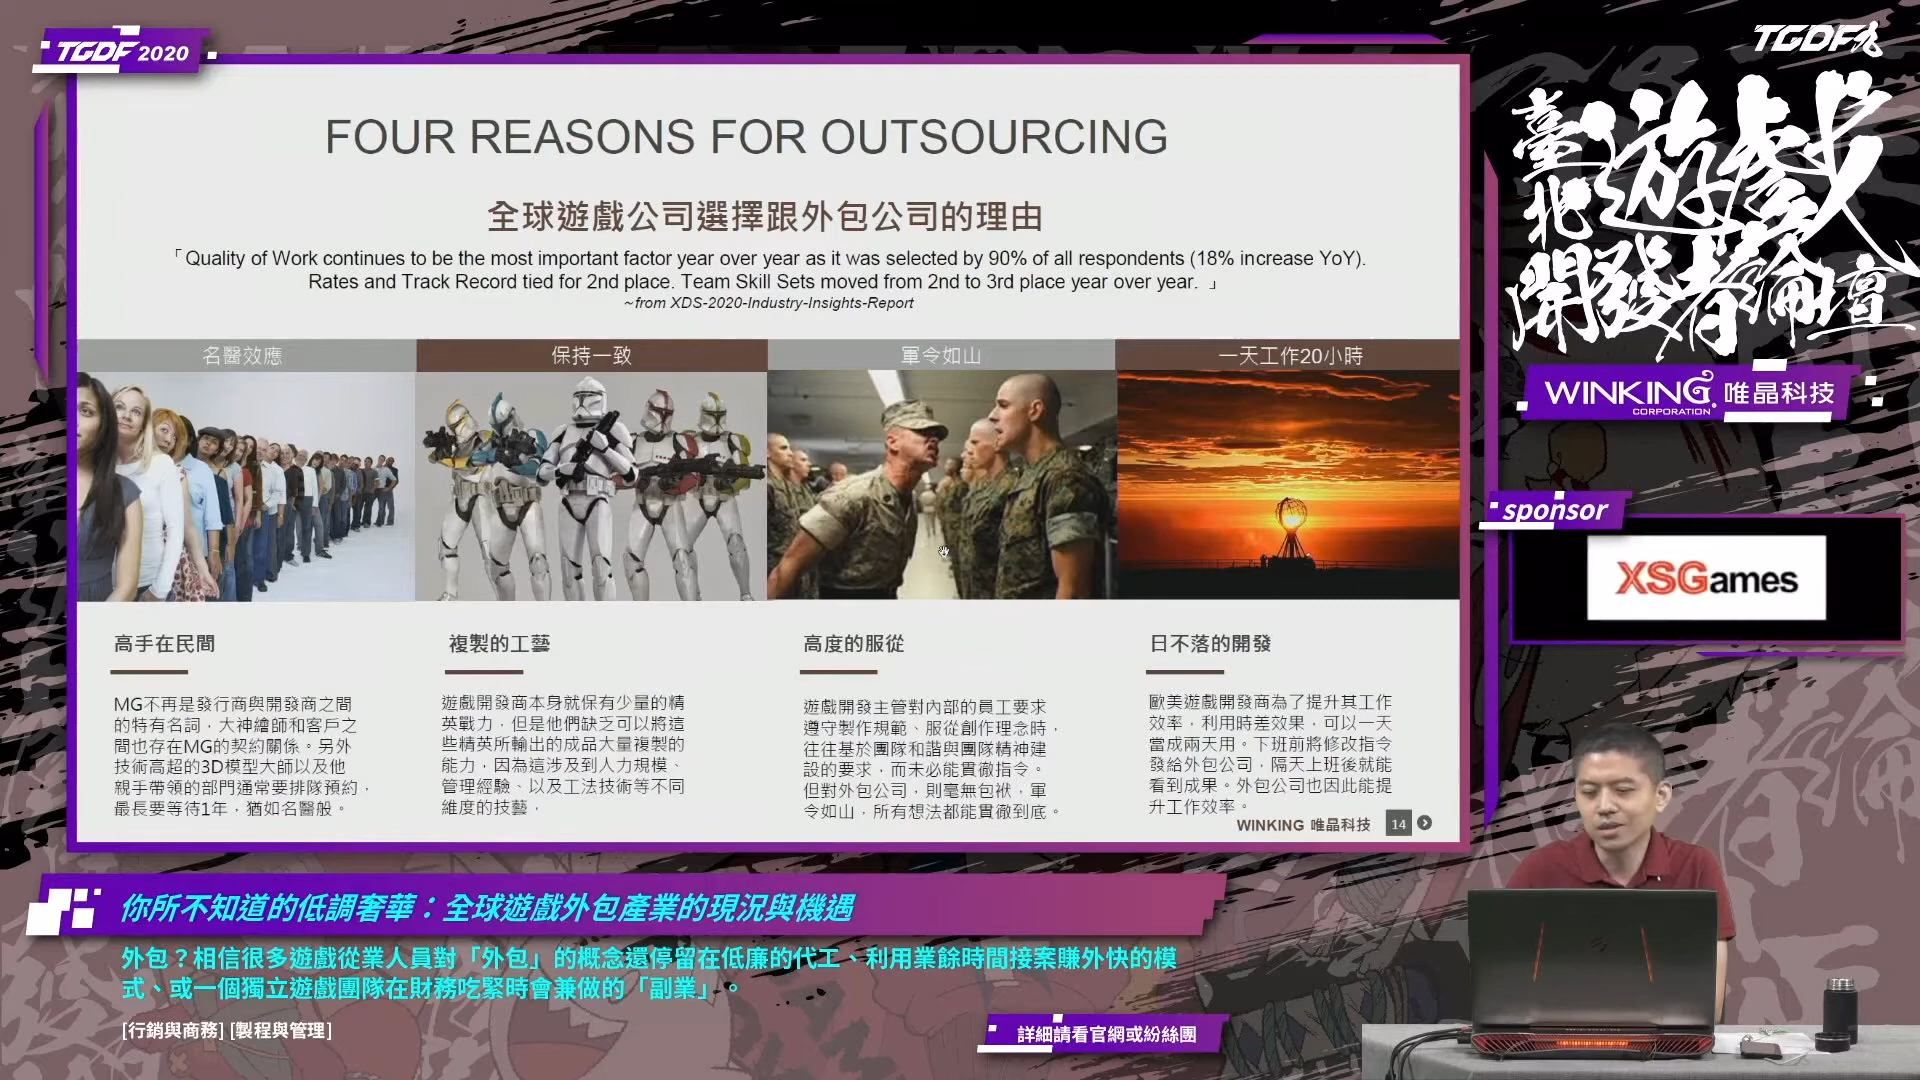 TGDF 2020
TGDF九
臺北遊戲開發者論壇
WINKING 唯晶科技
CORPORATION
sponsor
XSGames
FOUR REASONS FOR OUTSOURCING
全球遊戲公司選擇跟外包公司的理由
「Quality of Work continues to be the most important factor year over year as it was selected by 90% of all respondents (18% increase YoY).
Rates and Track Record tied for 2nd place. Team Skill Sets moved from 2nd to 3rd place year over year. 」
~from XDS-2020-Industry-Insights-Report
名醫效應
保持一致
軍令如山
一天工作20小時
高手在民間
MG不再是發行商與開發商之間
的特有名詞，大神繪師和客戶之
間也存在MG的契約關係。另外
技術高超的3D模型大師以及他
親手帶領的部門通常要排隊預約，
最長要等待1年，猶如名醫般。
複製的工藝
遊戲開發商本身就保有少量的精
英戰力，但是他們缺乏可以將這
些精英所輸出的成品大量複製的
能力，因為這涉及到人力規模、
管理經驗、以及工法技術等不同
維度的技藝，
高度的服從
遊戲開發主管對內部的員工要求
遵守製作規範、服從創作理念時，
往往基於團隊和諧與團隊精神建
設的要求，而未必能貫徹指令。
但對外包公司，則毫無包袱，軍
令如山，所有想法都能貫徹到底。
日不落的開發
歐美遊戲開發商為了提升其工作
效率，利用時差效果，可以一天
當成兩天用。下班前將修改指令
發給外包公司，隔天上班後就能
看到成果。外包公司也因此能提
升工作效率。
WINKING 唯晶科技 14
你所不知道的低調奢華：全球遊戲外包產業的現況與機遇
外包？相信很多遊戲從業人員對「外包」的概念還停留在低廉的代工、利用業餘時間接案賺外快的模
式、或一個獨立遊戲團隊在財務吃緊時會兼做的「副業」。
[行銷與商務] [製程與管理]
詳細請看官網或紛絲團